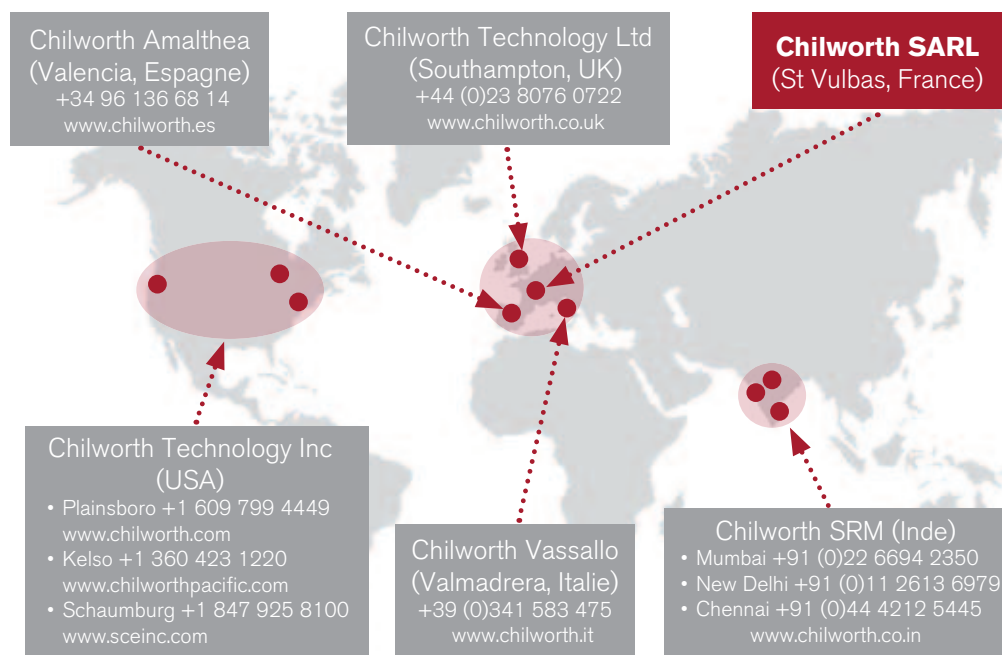 Chilworth Amalthea
(Valencia, Espagne)
+34 96 136 68 14
www.chilworth.es
Chilworth Technology Ltd
(Southampton, UK)
+44 (0)23 8076 0722
www.chilworth.co.uk
Chilworth SARL
(St Vulbas, France)
Chilworth Technology Inc
(USA)
• Plainsboro +1 609 799 4449
www.chilworth.com
• Kelso +1 360 423 1220
www.chilworthpacific.com
• Schaumburg +1 847 925 8100
www.sceinc.com
Chilworth Vassallo
(Valmadrera, Italie)
+39 (0)341 583 475
www.chilworth.it
Chilworth SRM (Inde)
• Mumbai +91 (0)22 6694 2350
• New Delhi +91 (0)11 2613 6979
• Chennai +91 (0)44 4212 5445
www.chilworth.co.in